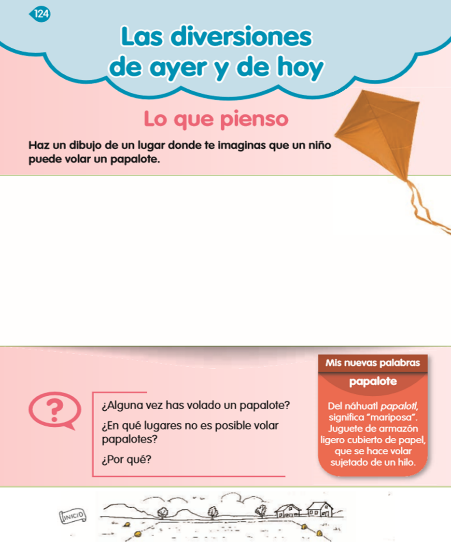 124
Las diversiones
de ayer y de hoy
Lo que pienso
Haz un dibujo de un lugar donde te imaginas que un niño
puede volar un papalote.
?
¿Alguna vez has volado un papalote?
¿En qué lugares no es posible volar
papalotes?
¿Por qué?
Mis nuevas palabras
papalote
Del náhuatl papalotl,
significa “mariposa”.
Juguete de armazón
ligero cubierto de papel,
que se hace volar
sujetado de un hilo.
INICIO